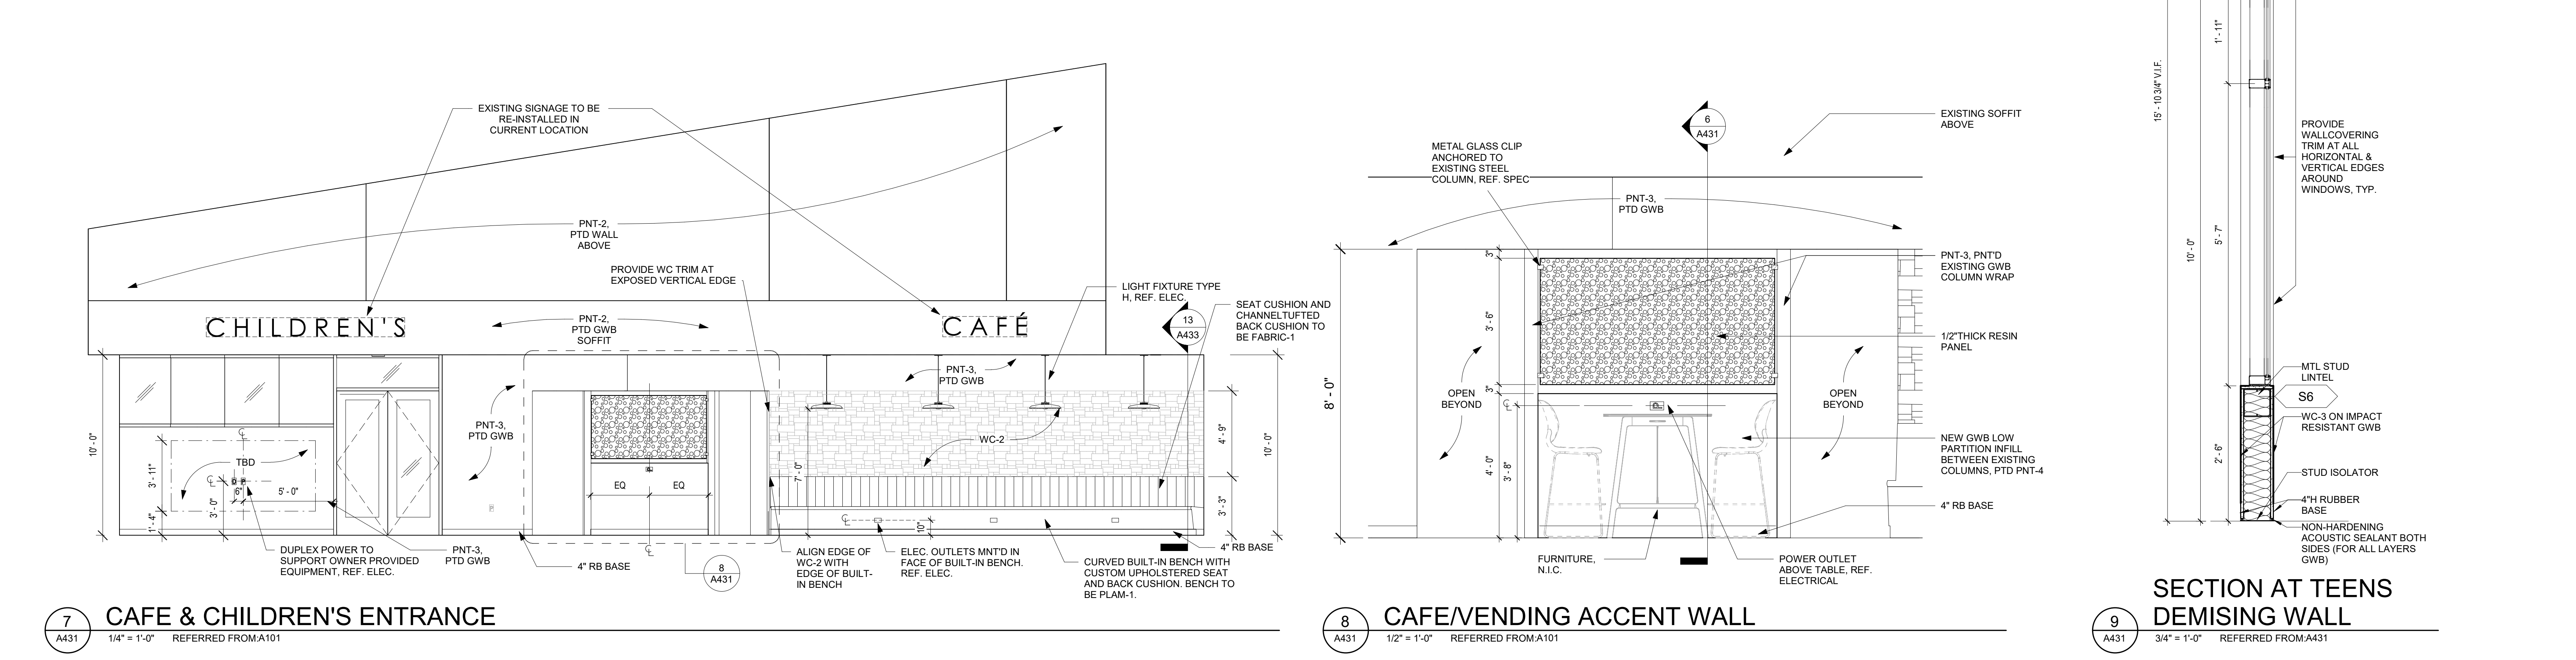 EXISTING SIGNAGE TO BE
RE-INSTALLED IN
CURRENT LOCATION
PNT-2,
PTD WALL
ABOVE
PROVIDE WC TRIM AT
EXPOSED VERTICAL EDGE
LIGHT FIXTURE TYPE
H, REF. ELEC.
SEAT CUSHION AND
CHANNELTUFTED
BACK CUSHION TO
BE FABRIC-1
CHILDREN'S
PNT-2,
PTD GWB
SOFFIT
CAFÉ
13
A433
PNT-3,
PTD GWB
PNT-3,
PTD GWB
WC-2
TBD
EQ
EQ
10' - 0"
3' - 11"
1' - 4"
3' - 0"
6"
5' - 0"
7' - 0"
10"
4' - 9"
3' - 3"
10' - 0"
DUPLEX POWER TO
SUPPORT OWNER PROVIDED
EQUIPMENT, REF. ELEC.
PNT-3,
PTD GWB
4" RB BASE
8
A431
ALIGN EDGE OF
WC-2 WITH
EDGE OF BUILT-
IN BENCH
ELEC. OUTLETS MNT'D IN
FACE OF BUILT-IN BENCH.
REF. ELEC.
CURVED BUILT-IN BENCH WITH
CUSTOM UPHOLSTERED SEAT
AND BACK CUSHION. BENCH TO
BE PLAM-1.
4" RB BASE
7
A431
CAFE & CHILDREN'S ENTRANCE
1/4" = 1'-0" REFERRED FROM:A101
6
A431
EXISTING SOFFIT
ABOVE
METAL GLASS CLIP
ANCHORED TO
EXISTING STEEL
COLUMN, REF. SPEC
PNT-3,
PTD GWB
PNT-3, PNT'D
EXISTING GWB
COLUMN WRAP
1/2"THICK RESIN
PANEL
OPEN
BEYOND
OPEN
BEYOND
8' - 0"
3"
3' - 6"
3"
4' - 0"
3' - 8"
NEW GWB LOW
PARTITION INFILL
BETWEEN EXISTING
COLUMNS, PTD PNT-4
4" RB BASE
FURNITURE,
N.I.C.
POWER OUTLET
ABOVE TABLE, REF.
ELECTRICAL
8
A431
CAFE/VENDING ACCENT WALL
1/2" = 1'-0" REFERRED FROM:A101
1' - 11"
15' - 10 3/4" V.I.F.
10' - 0"
5' - 7"
2' - 6"
PROVIDE
WALLCOVERING
TRIM AT ALL
HORIZONTAL &
VERTICAL EDGES
AROUND
WINDOWS, TYP.
MTL STUD
LINTEL
S6
WC-3 ON IMPACT
RESISTANT GWB
STUD ISOLATOR
4"H RUBBER
BASE
NON-HARDENING
ACOUSTIC SEALANT BOTH
SIDES (FOR ALL LAYERS
GWB)
9
A431
SECTION AT TEENS
DEMISING WALL
3/4" = 1'-0" REFERRED FROM:A431